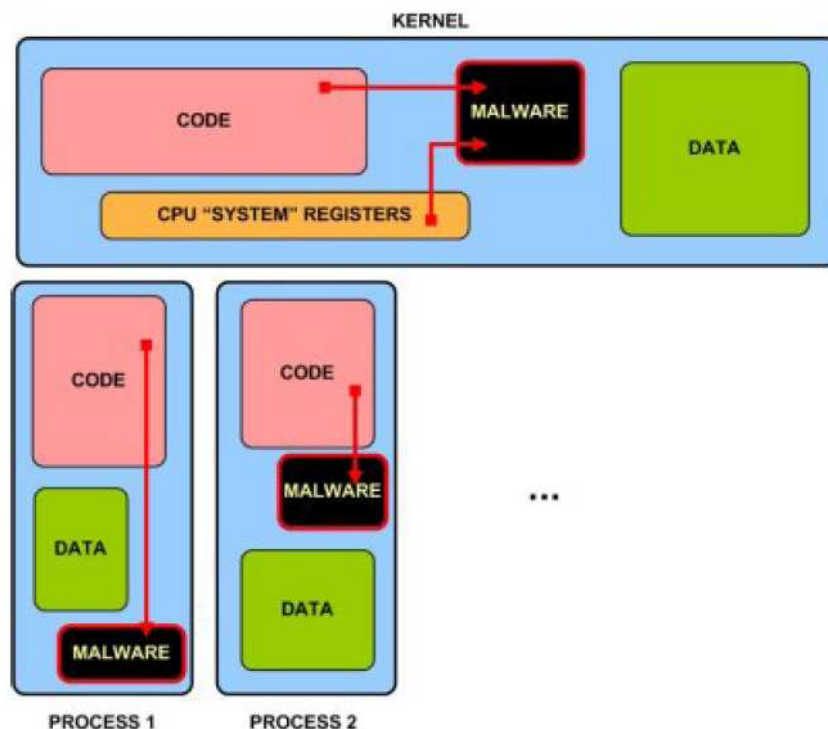 KERNEL
CODE
MALWARE
DATA
CPU “SYSTEM” REGISTERS
CODE
DATA
MALWARE
CODE
MALWARE
DATA
...
PROCESS 1
PROCESS 2